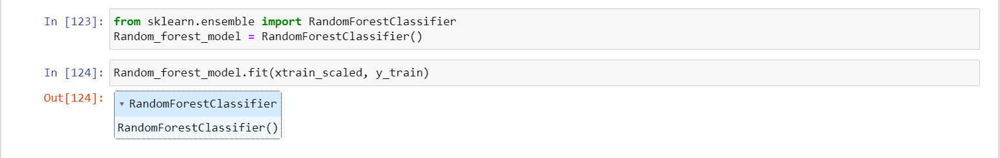 In [123]: from sklearn.ensemble import RandomForestClassifier
Random_forest_model = RandomForestClassifier()
In [124]: Random_forest_model.fit(xtrain_scaled, y_train)
Out[124]: ▾ RandomForestClassifier
RandomForestClassifier()